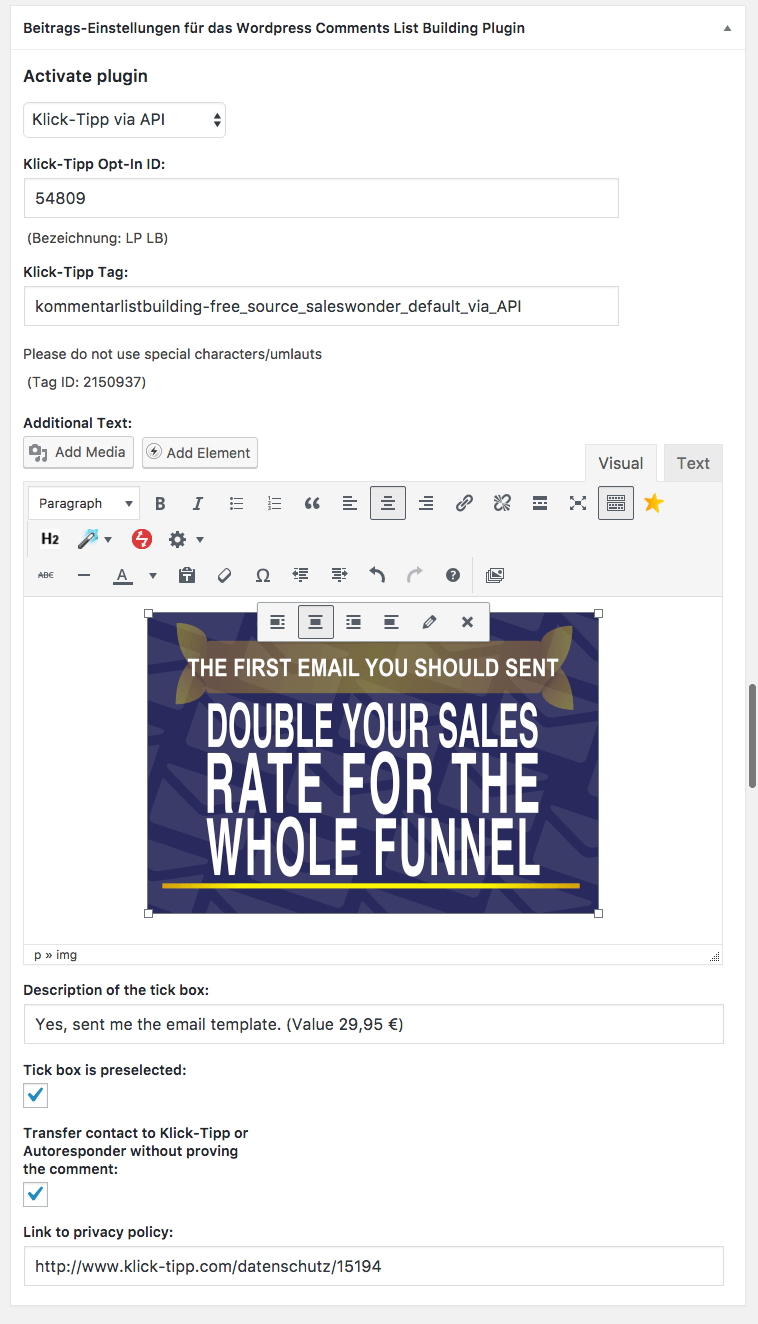 Beitrags-Einstellungen für das Wordpress Comments List Building Plugin
Activate plugin
Klick-Tipp via API
Klick-Tipp Opt-In ID:
54809
(Bezeichnung: LP LB)
Klick-Tipp Tag:
kommentarlistbuilding-free_source_saleswonder_default_via_API
Please do not use special characters/umlauts
(Tag ID: 2150937)
Additional Text:
Add Media Add Element
Visual Text
Paragraph B I
H2
ABC A Ω ?
THE FIRST EMAIL YOU SHOULD SENT
DOUBLE YOUR SALES
RATE FOR THE
WHOLE FUNNEL
p » img
Description of the tick box:
Yes, sent me the email template. (Value 29,95 €)
Tick box is preselected:
Transfer contact to Klick-Tipp or
Autoresponder without proving
the comment:
Link to privacy policy:
http://www.klick-tipp.com/datenschutz/15194